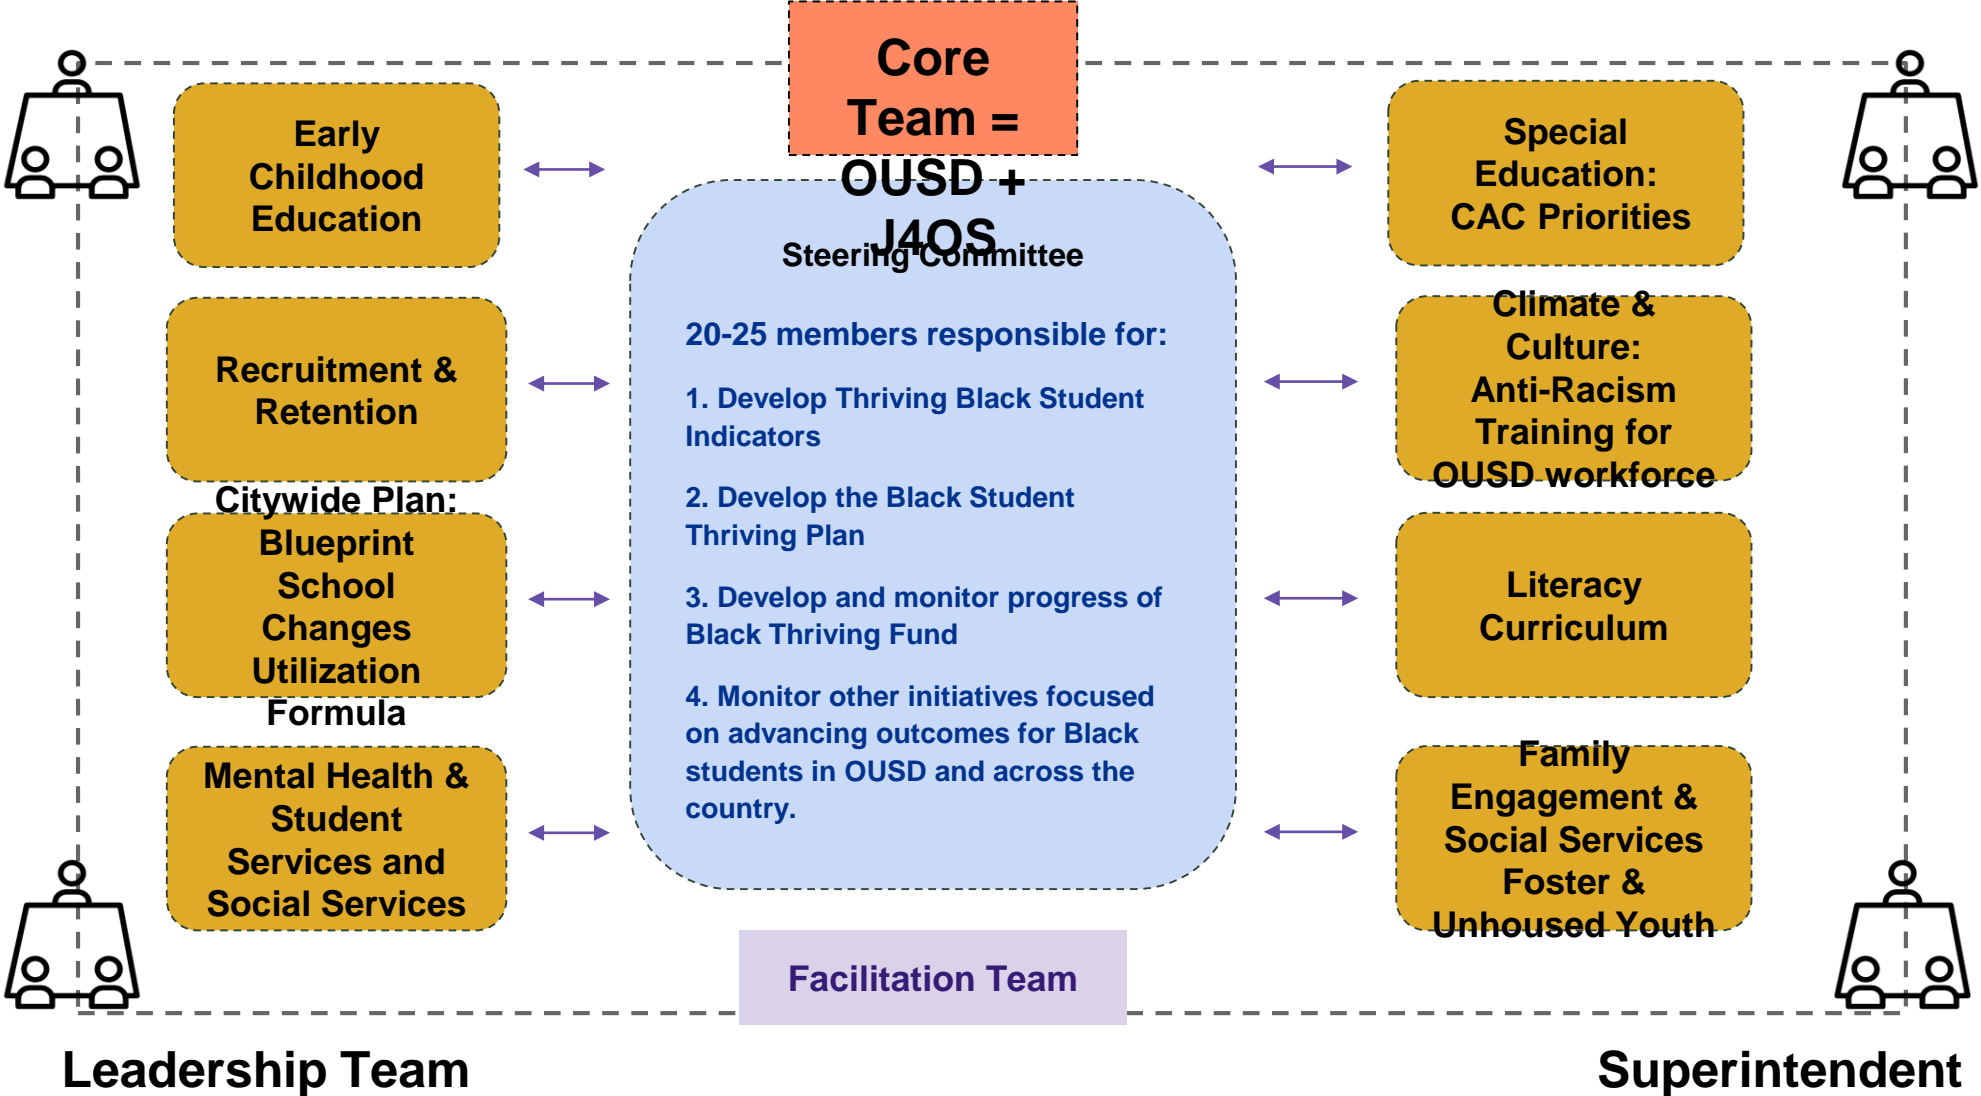 Core
Team =
OUSD +
J4OS
Early
Childhood
Education
Recruitment &
Retention
Citywide Plan:
Blueprint
School
Changes
Utilization
Formula
Mental Health &
Student
Services and
Social Services
Steering Committee
20-25 members responsible for:
1. Develop Thriving Black Student
Indicators
2. Develop the Black Student
Thriving Plan
3. Develop and monitor progress of
Black Thriving Fund
4. Monitor other initiatives focused
on advancing outcomes for Black
students in OUSD and across the
country.
Special
Education:
CAC Priorities
Climate &
Culture:
Anti-Racism
Training for
OUSD workforce
Literacy
Curriculum
Family
Engagement &
Social Services
Foster &
Unhoused Youth
Facilitation Team
Leadership Team
Superintendent